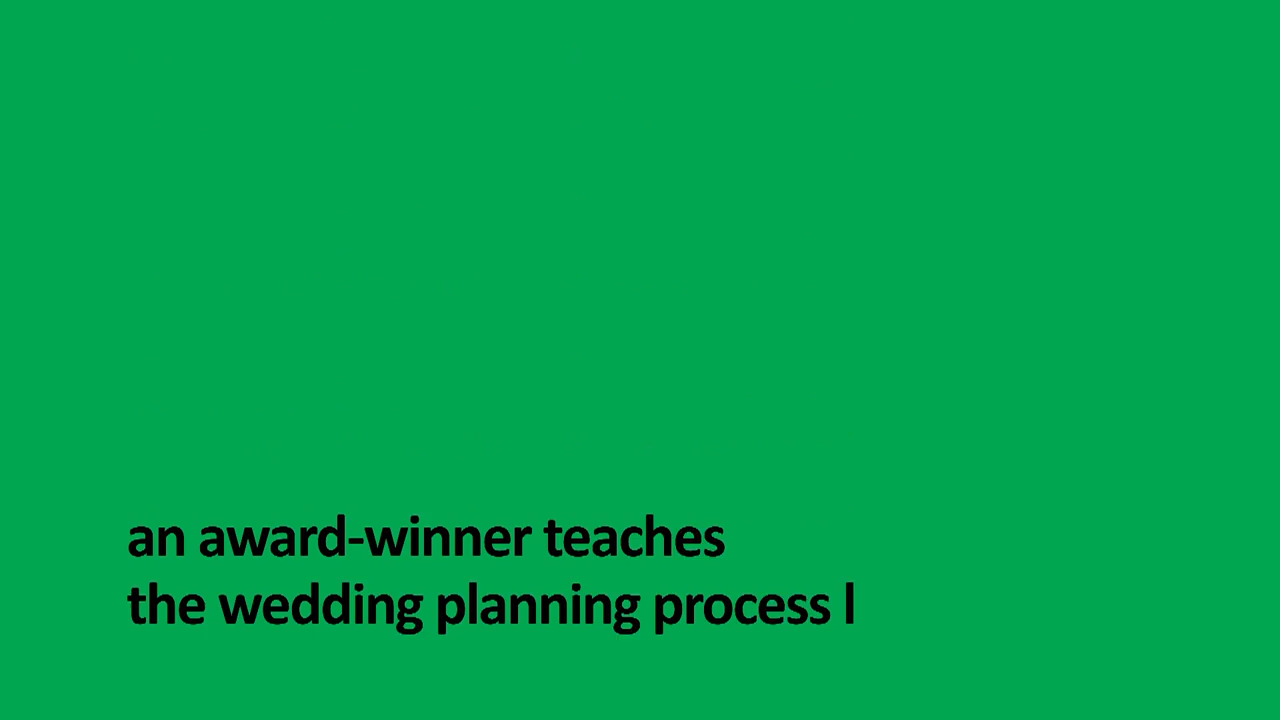 an award-winner teaches
the wedding planning process l